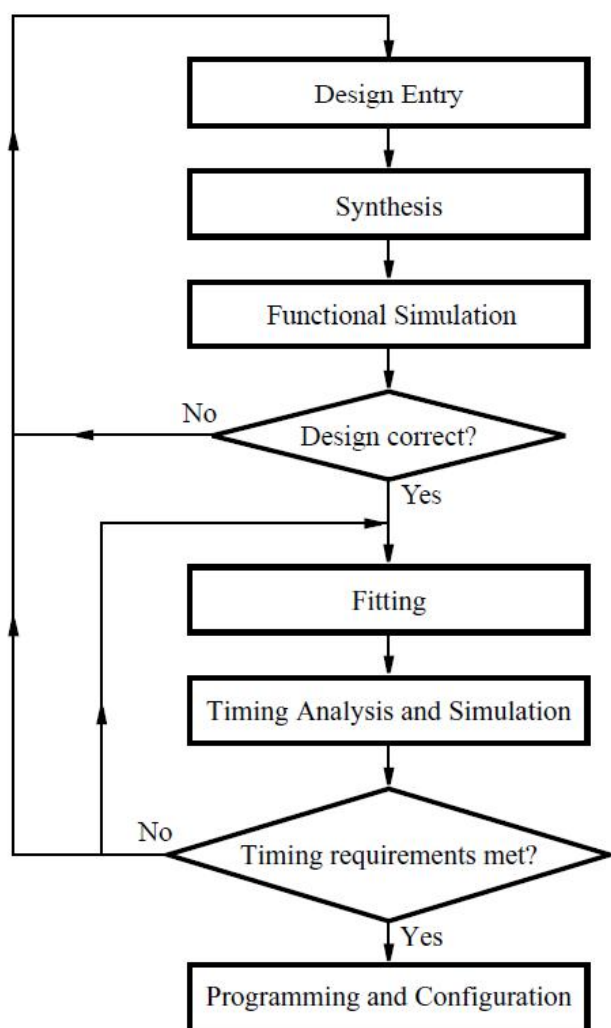 Design Entry
Synthesis
Functional Simulation
No
Design correct?
Yes
Fitting
Timing Analysis and Simulation
No
Timing requirements met?
Yes
Programming and Configuration